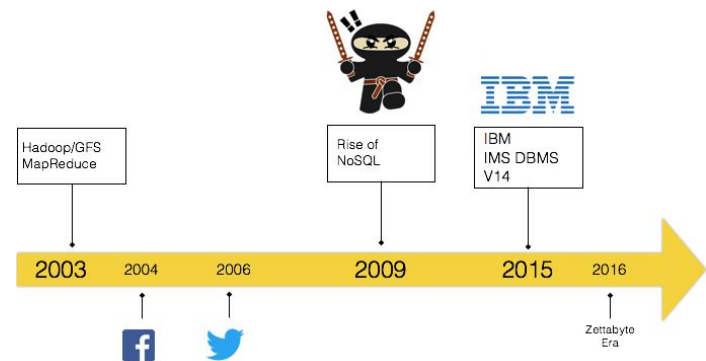 IBM
Hadoop/GFS
MapReduce
Rise of
NoSQL
IBM
IMS DBMS
V14
2003 2004 2006 2009 2015 2016
f
Zettabyte
Era